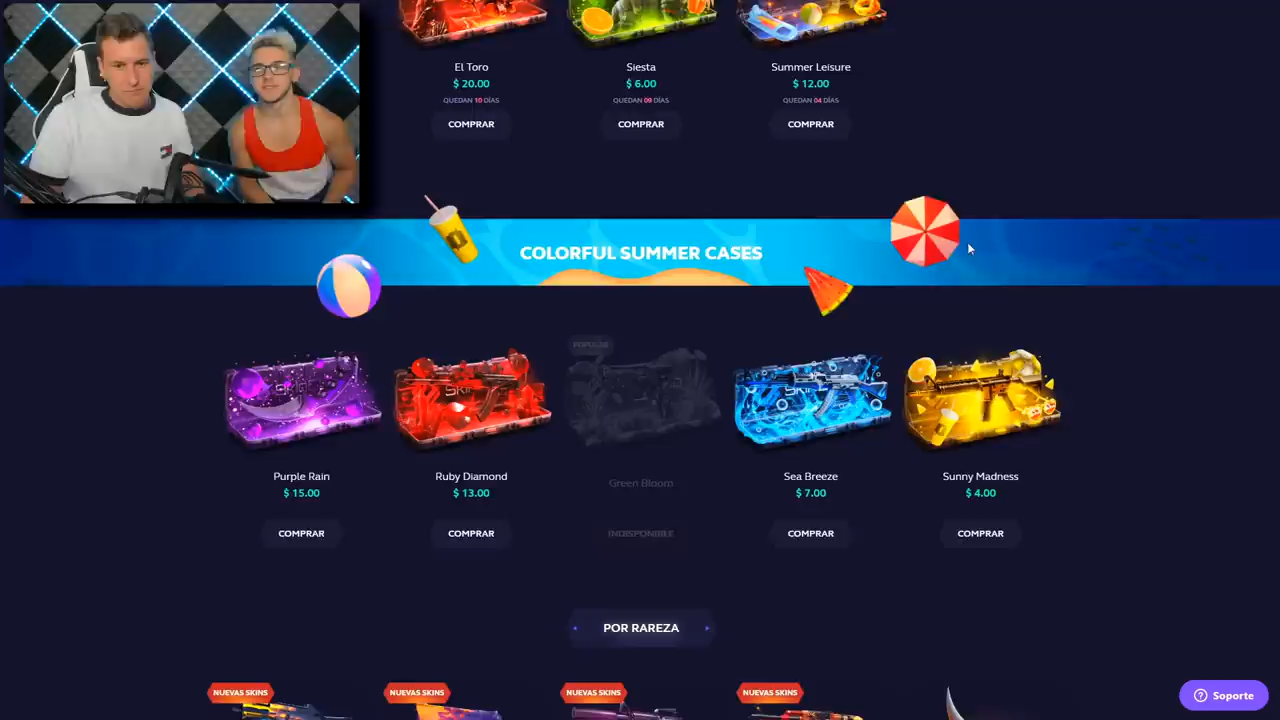 El Toro
$ 20.00
QUEDAN 10 DÍAS
COMPRAR
Siesta
$ 6.00
QUEDAN 09 DÍAS
COMPRAR
Summer Leisure
$ 12.00
QUEDAN 04 DÍAS
COMPRAR
COLORFUL SUMMER CASES
Purple Rain
$ 15.00
COMPRAR
Ruby Diamond
$ 13.00
COMPRAR
POPULAR
Green Bloom
INDISPONIBLE
Sea Breeze
$ 7.00
COMPRAR
Sunny Madness
$ 4.00
COMPRAR
POR RAREZA
NUEVAS SKINS
NUEVAS SKINS
NUEVAS SKINS
NUEVAS SKINS
Soporte